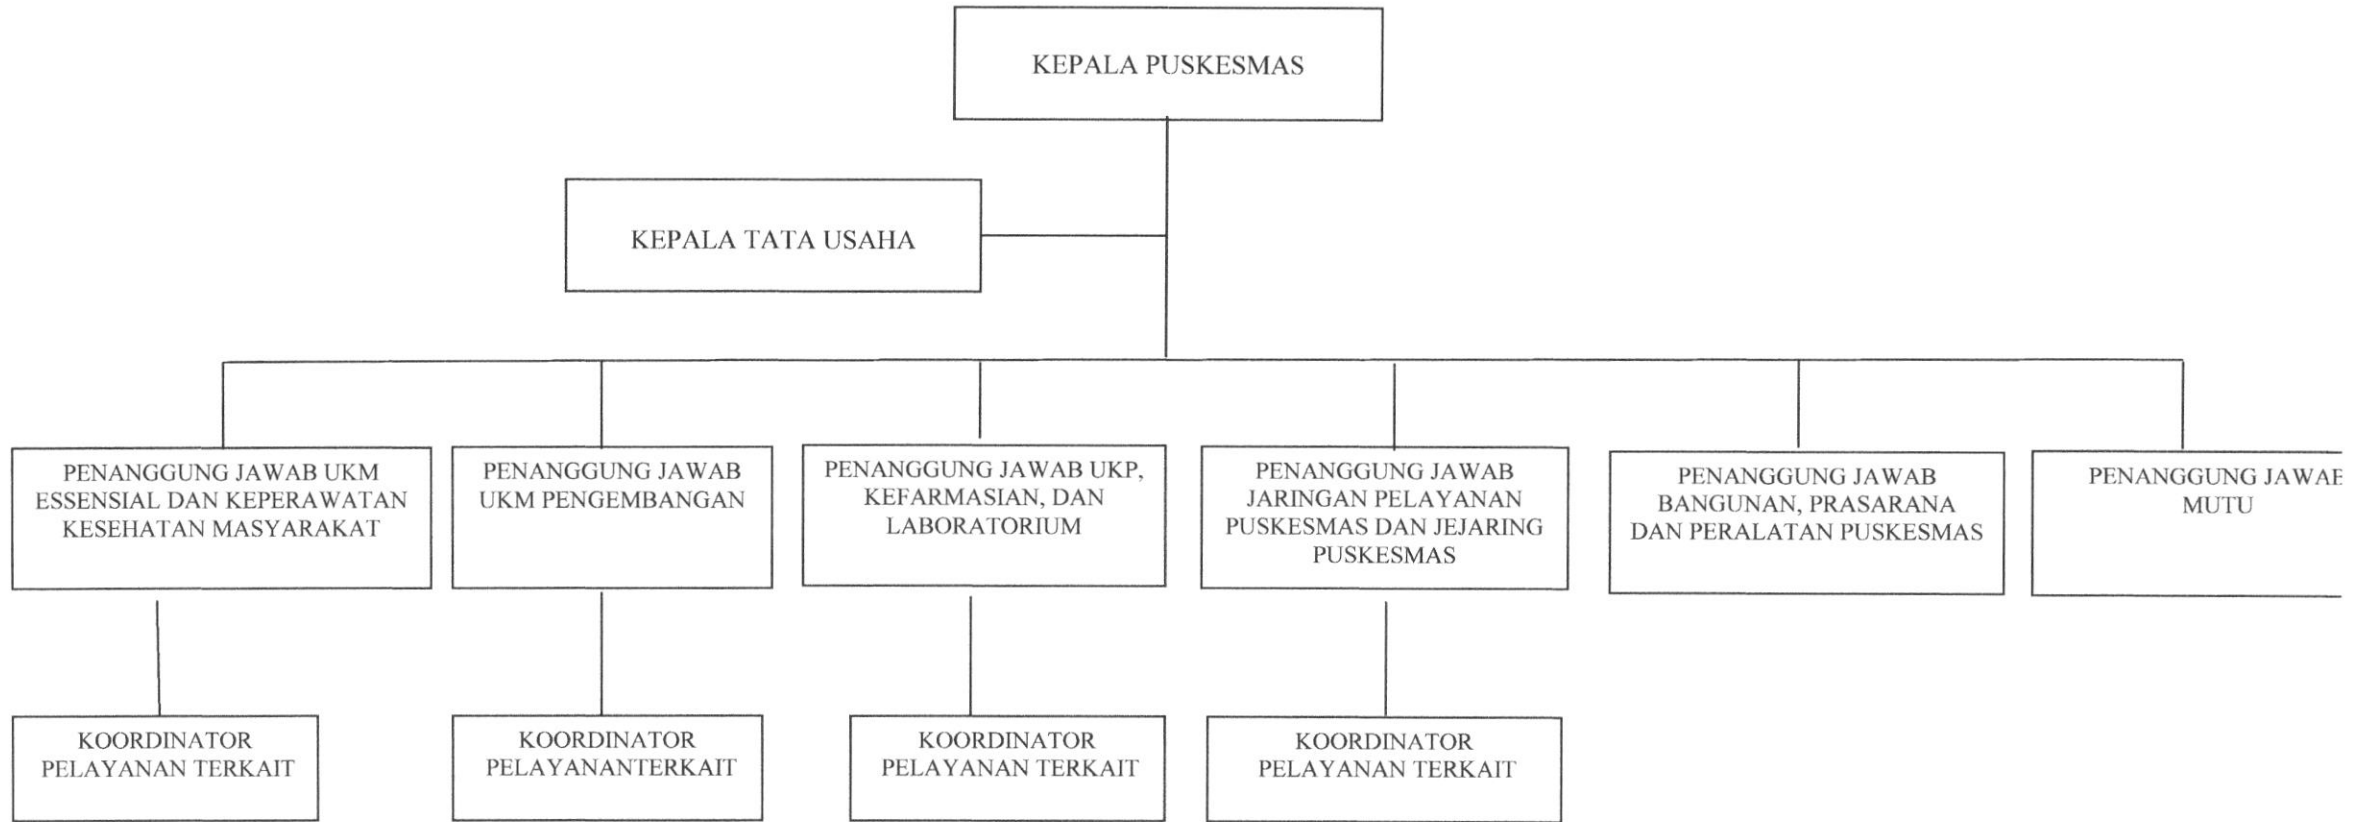 KEPALA PUSKESMAS
KEPALA TATA USAHA
PENANGGUNG JAWAB UKM
ESSENSIAL DAN KEPERAWATAN
KESEHATAN MASYARAKAT
PENANGGUNG JAWAB
UKM PENGEMBANGAN
PENANGGUNG JAWAB UKP,
KEFARMASIAN, DAN
LABORATORIUM
PENANGGUNG JAWAB
JARINGAN PELAYANAN
PUSKESMAS DAN JEJARING
PUSKESMAS
PENANGGUNG JAWAB
BANGUNAN, PRASARANA
DAN PERALATAN PUSKESMAS
PENANGGUNG JAWAB
MUTU
KOORDINATOR
PELAYANAN TERKAIT
KOORDINATOR
PELAYANANTERKAIT
KOORDINATOR
PELAYANAN TERKAIT
KOORDINATOR
PELAYANAN TERKAIT